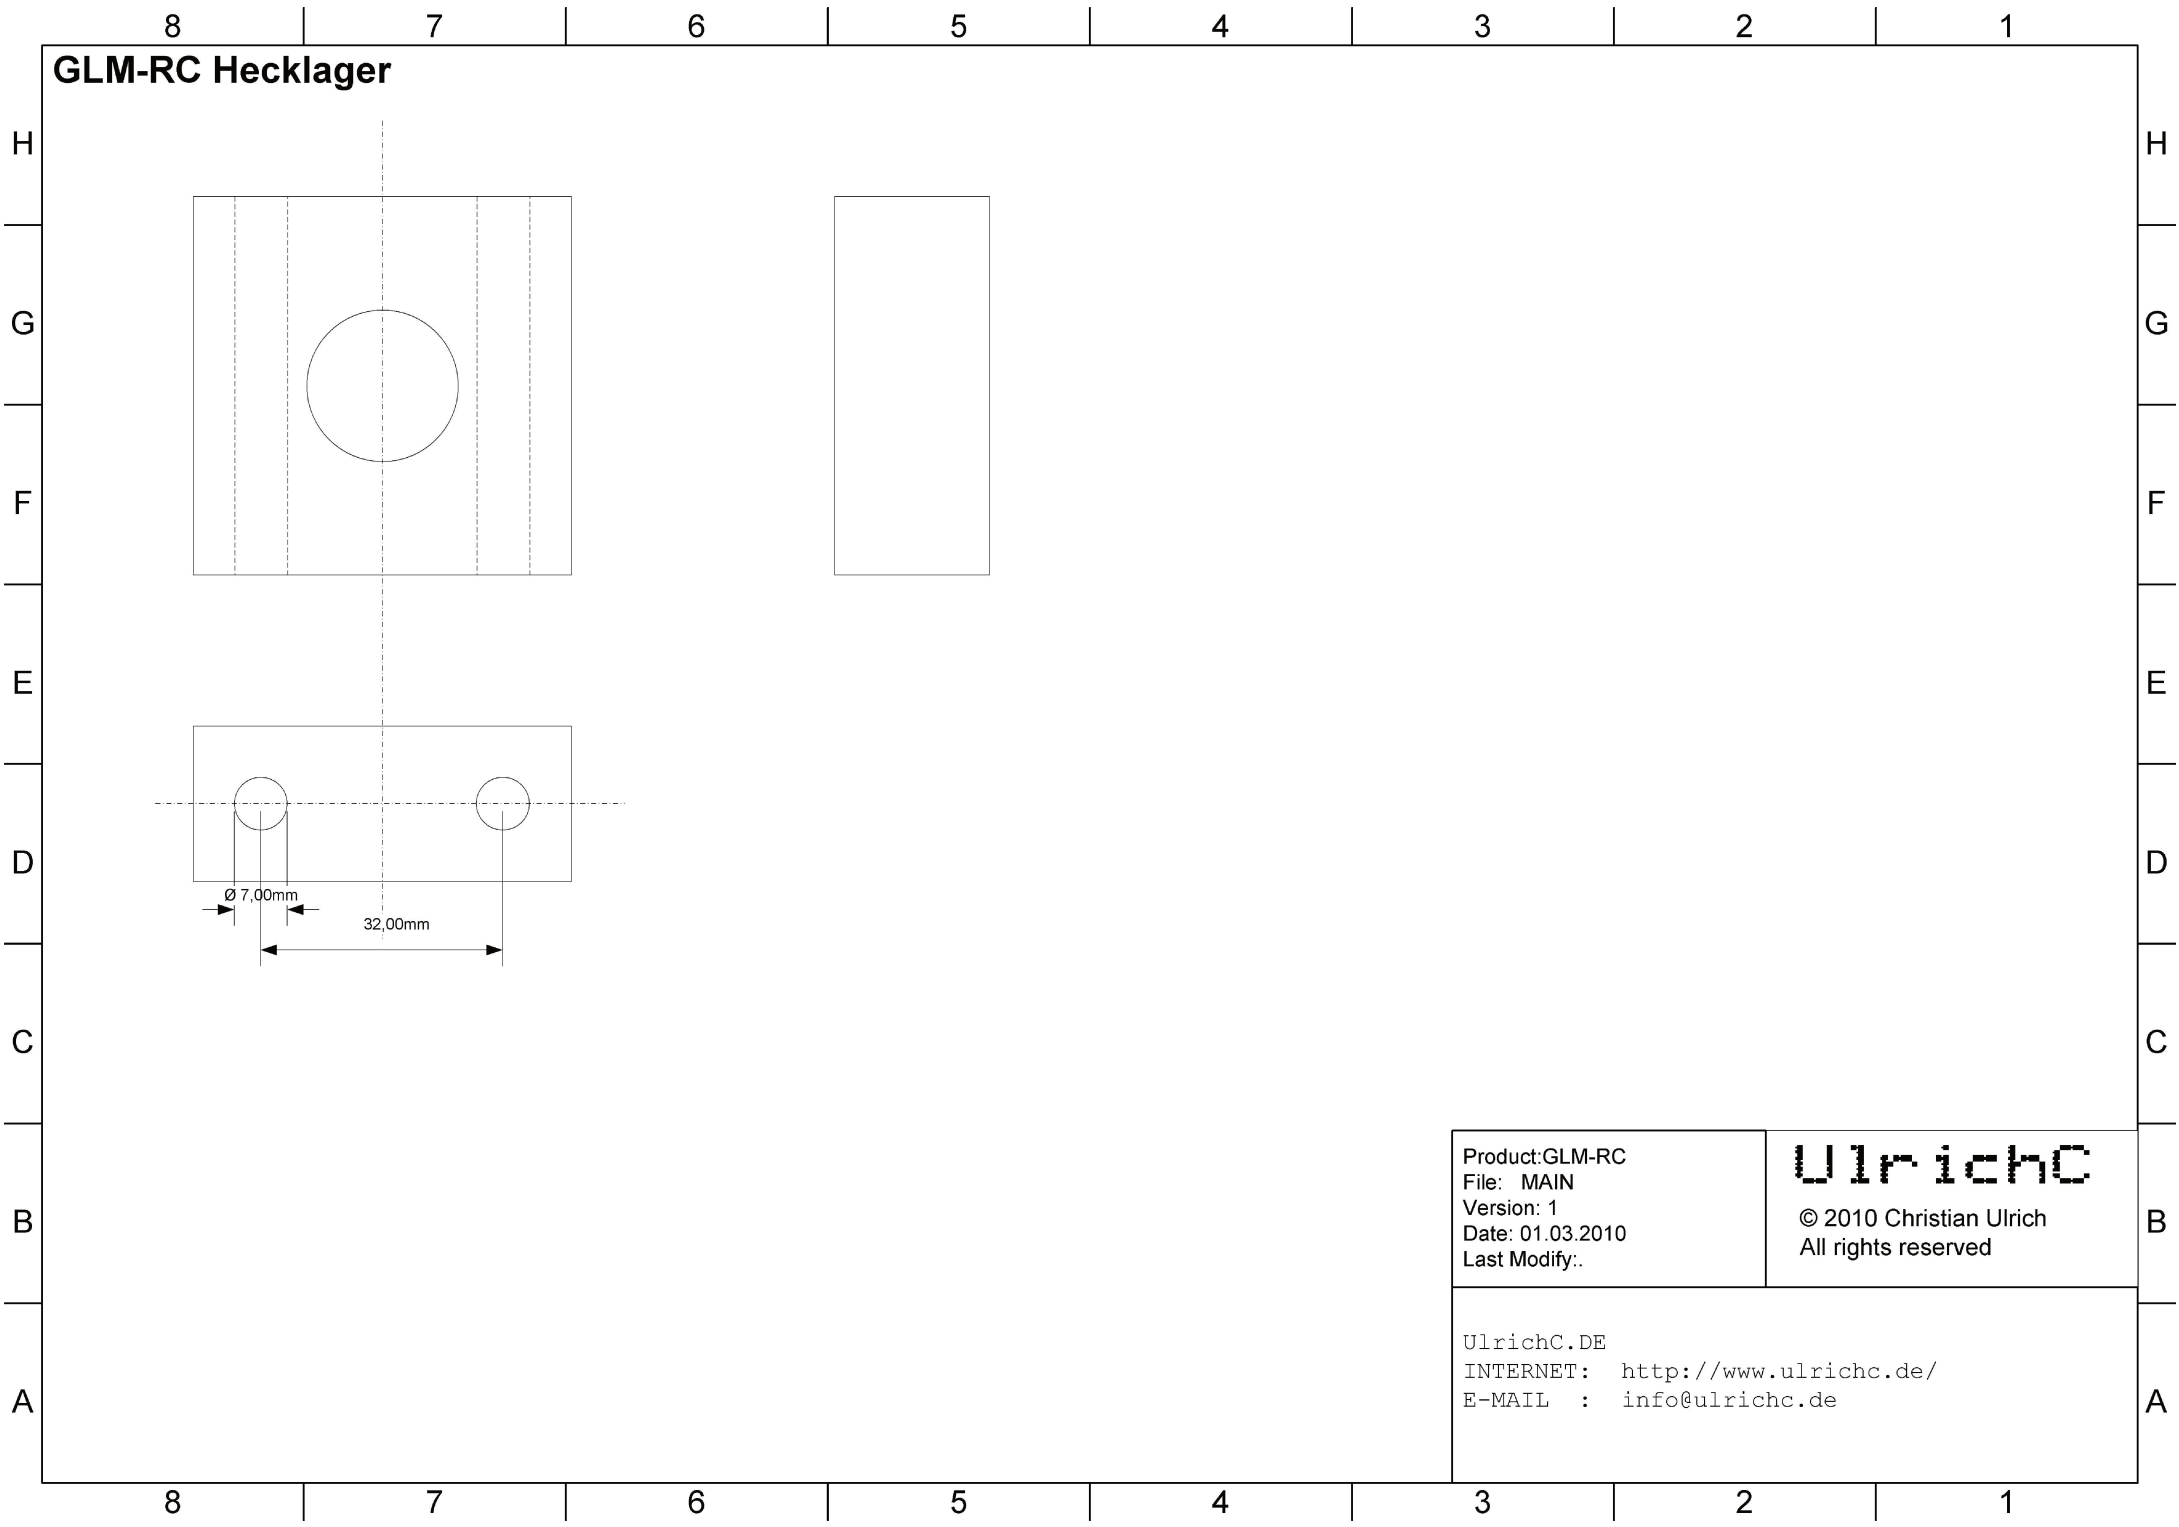 8 7 6 5 4 3 2 1
GLM-RC Hecklager
H H
G G
F F
E E
D D
Ø 7,00mm
32,00mm
C C
Product:GLM-RC
File: MAIN
Version: 1
Date: 01.03.2010
Last Modify:.
UlrichC
© 2010 Christian Ulrich
All rights reserved
B B
UlrichC.DE
INTERNET: http://www.ulrichc.de/
E-MAIL : info@ulrichc.de
A A
8 7 6 5 4 3 2 1